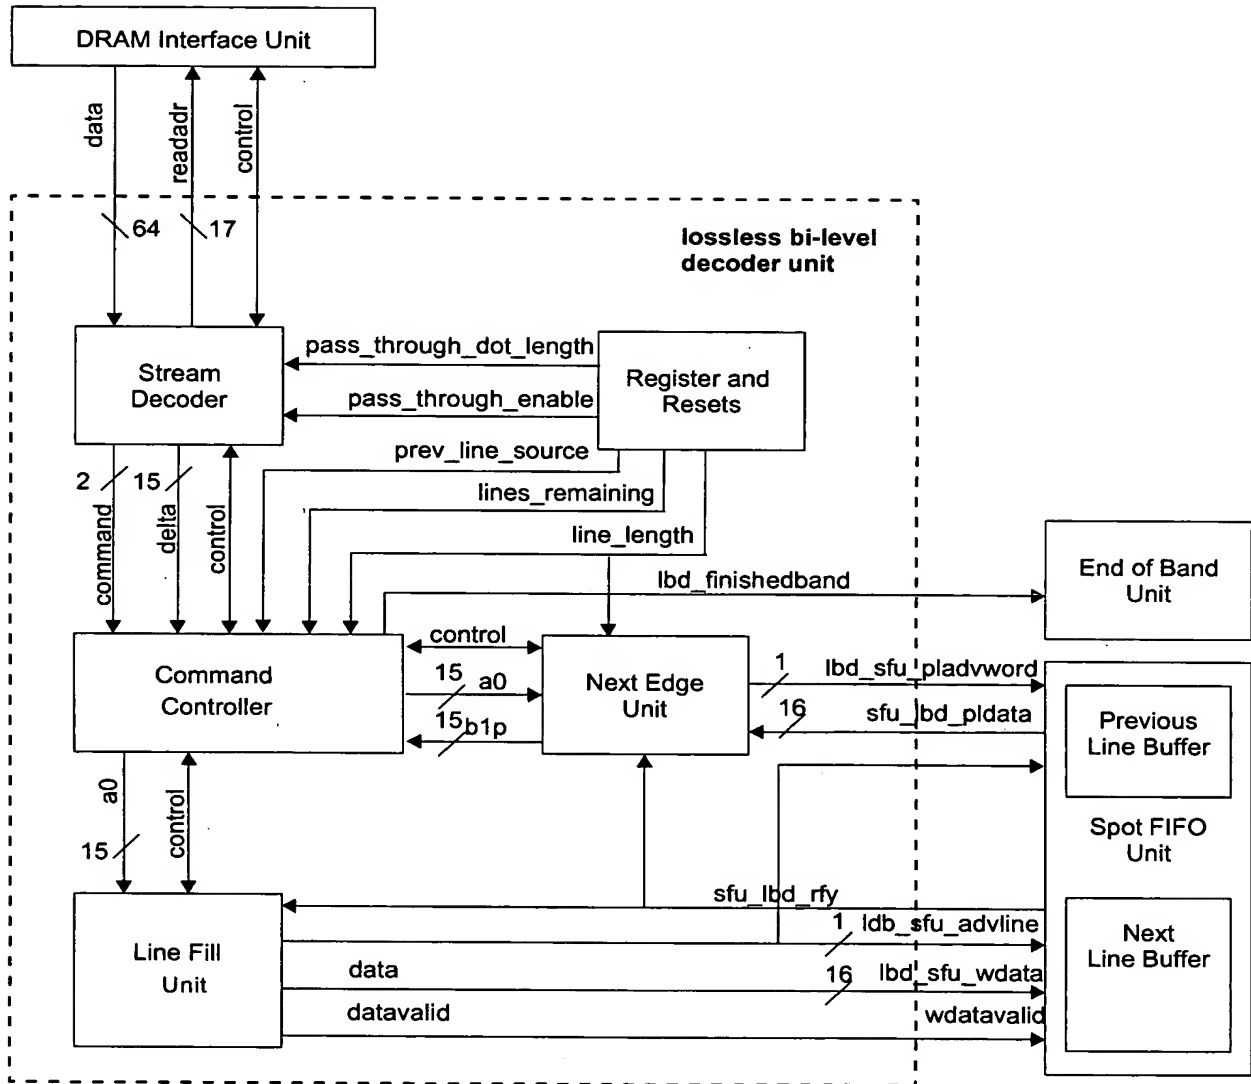 DRAM Interface Unit
data
readadr
control
64
17
lossless bi-level
decoder unit
pass_through_dot_length
Stream
Decoder
Register and
Resets
pass_through_enable
prev_line_source
2
15
lines_remaining
command
delta
control
line_length
lbd_finishedband
End of Band
Unit
control
Command
Controller
15
a0
Next Edge
Unit
1
lbd_sfu_pladvword
15
b1p
16
sfu_lbd_pldata
Previous
Line Buffer
a0
control
15
Spot FIFO
Unit
sfu_lbd_rfy
1
ldb_sfu_advline
Line Fill
Unit
Next
Line Buffer
data
16
lbd_sfu_wdata
datavalid
wdatavalid